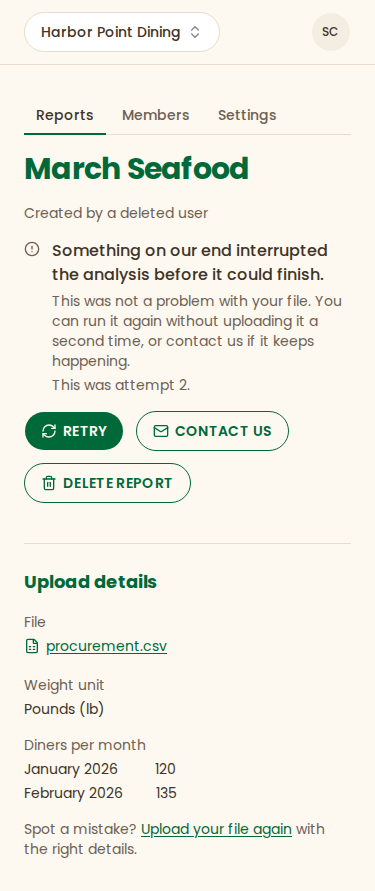 Harbor Point Dining
SC
Reports Members Settings
March Seafood
Created by a deleted user
Something on our end interrupted
the analysis before it could finish.
This was not a problem with your file. You
can run it again without uploading it a
second time, or contact us if it keeps
happening.
This was attempt 2.
RETRY
CONTACT US
DELETE REPORT
Upload details
File
procurement.csv
Weight unit
Pounds (lb)
Diners per month
January 2026 120
February 2026 135
Spot a mistake? Upload your file again with
the right details.